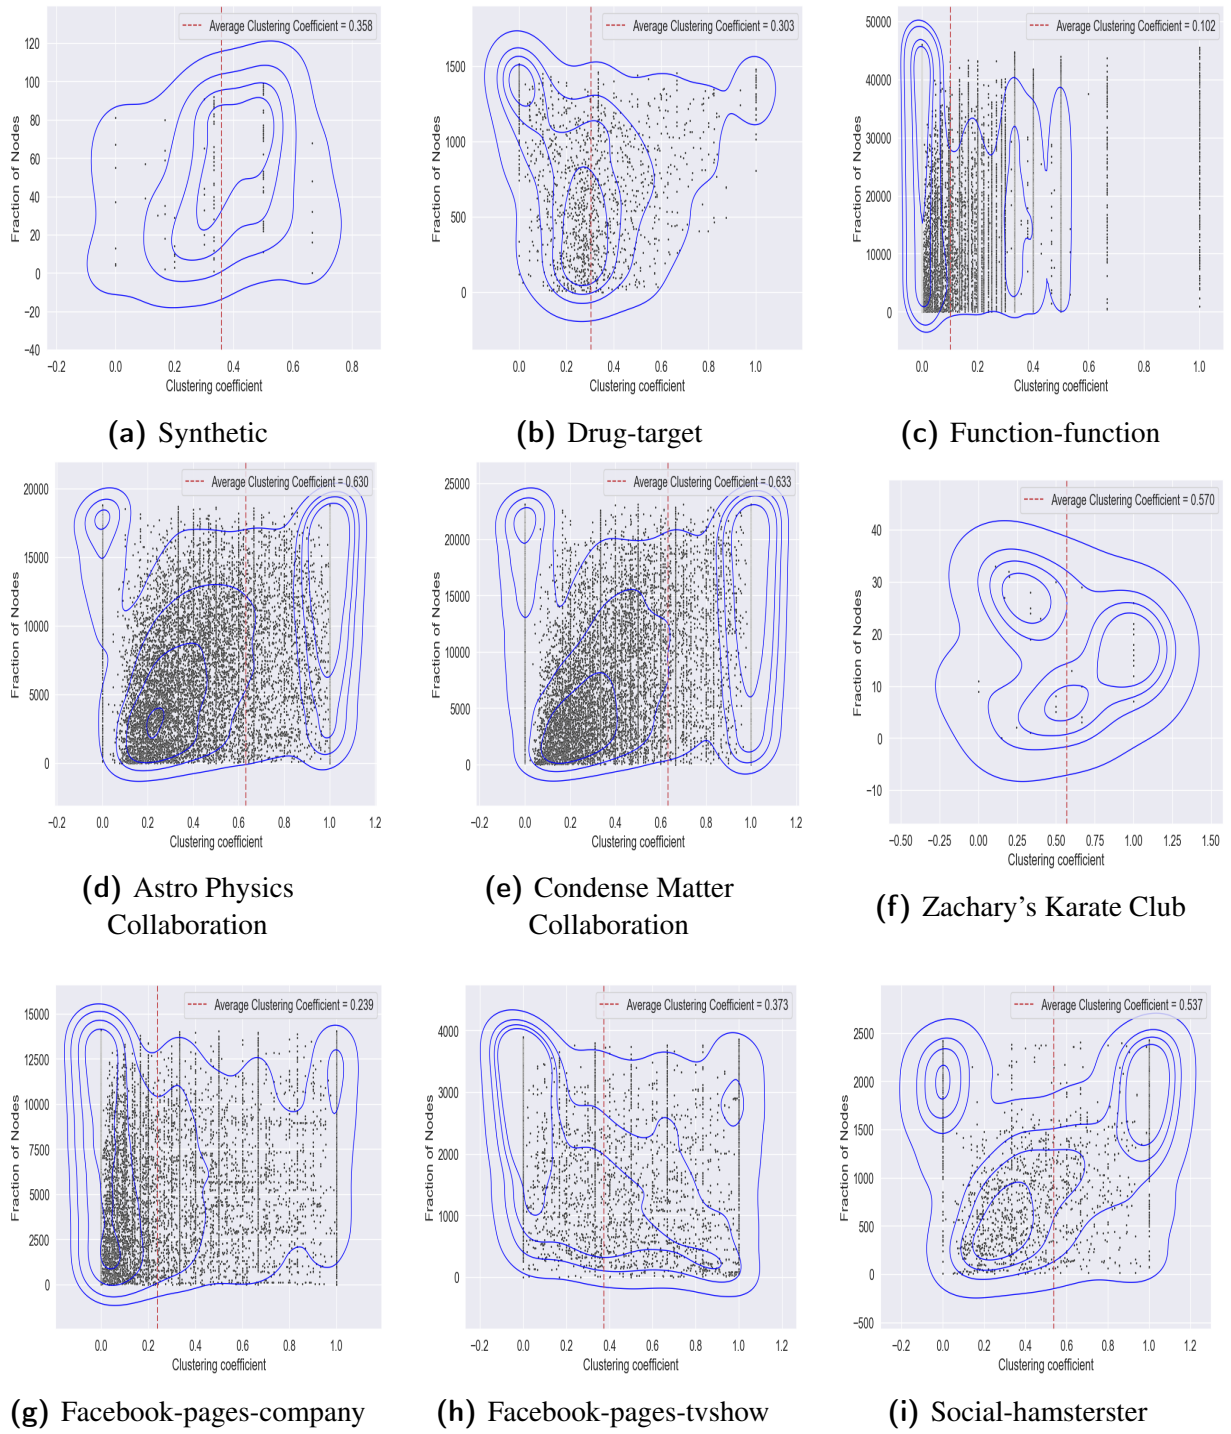 Average Clustering Coefficient = 0.358
120
100
80
60
40
20
0
−20
−40
Fraction of Nodes
−0.2 0.0 0.2 0.4 0.6 0.8
Clustering coefficient
(a) Synthetic
Average Clustering Coefficient = 0.303
1500
1000
500
0
Fraction of Nodes
0.0 0.2 0.4 0.6 0.8 1.0
Clustering coefficient
(b) Drug-target
Average Clustering Coefficient = 0.102
50000
40000
30000
20000
10000
0
Fraction of Nodes
0.0 0.2 0.4 0.6 0.8 1.0
Clustering coefficient
(c) Function-function
Average Clustering Coefficient = 0.630
20000
15000
10000
5000
0
Fraction of Nodes
−0.2 0.0 0.2 0.4 0.6 0.8 1.0 1.2
Clustering coefficient
(d) Astro Physics
Collaboration
Average Clustering Coefficient = 0.633
25000
20000
15000
10000
5000
0
Fraction of Nodes
−0.2 0.0 0.2 0.4 0.6 0.8 1.0 1.2
Clustering coefficient
(e) Condense Matter
Collaboration
Average Clustering Coefficient = 0.570
40
30
20
10
0
−10
Fraction of Nodes
−0.50 −0.25 0.00 0.25 0.50 0.75 1.00 1.25 1.50
Clustering coefficient
(f) Zachary's Karate Club
Average Clustering Coefficient = 0.239
15000
12500
10000
7500
5000
2500
0
Fraction of Nodes
0.0 0.2 0.4 0.6 0.8 1.0
Clustering coefficient
(g) Facebook-pages-company
Average Clustering Coefficient = 0.373
4000
3000
2000
1000
0
Fraction of Nodes
−0.2 0.0 0.2 0.4 0.6 0.8 1.0 1.2
Clustering coefficient
(h) Facebook-pages-tvshow
Average Clustering Coefficient = 0.537
2500
2000
1500
1000
500
0
−500
Fraction of Nodes
−0.2 0.0 0.2 0.4 0.6 0.8 1.0 1.2
Clustering coefficient
(i) Social-hamsterster